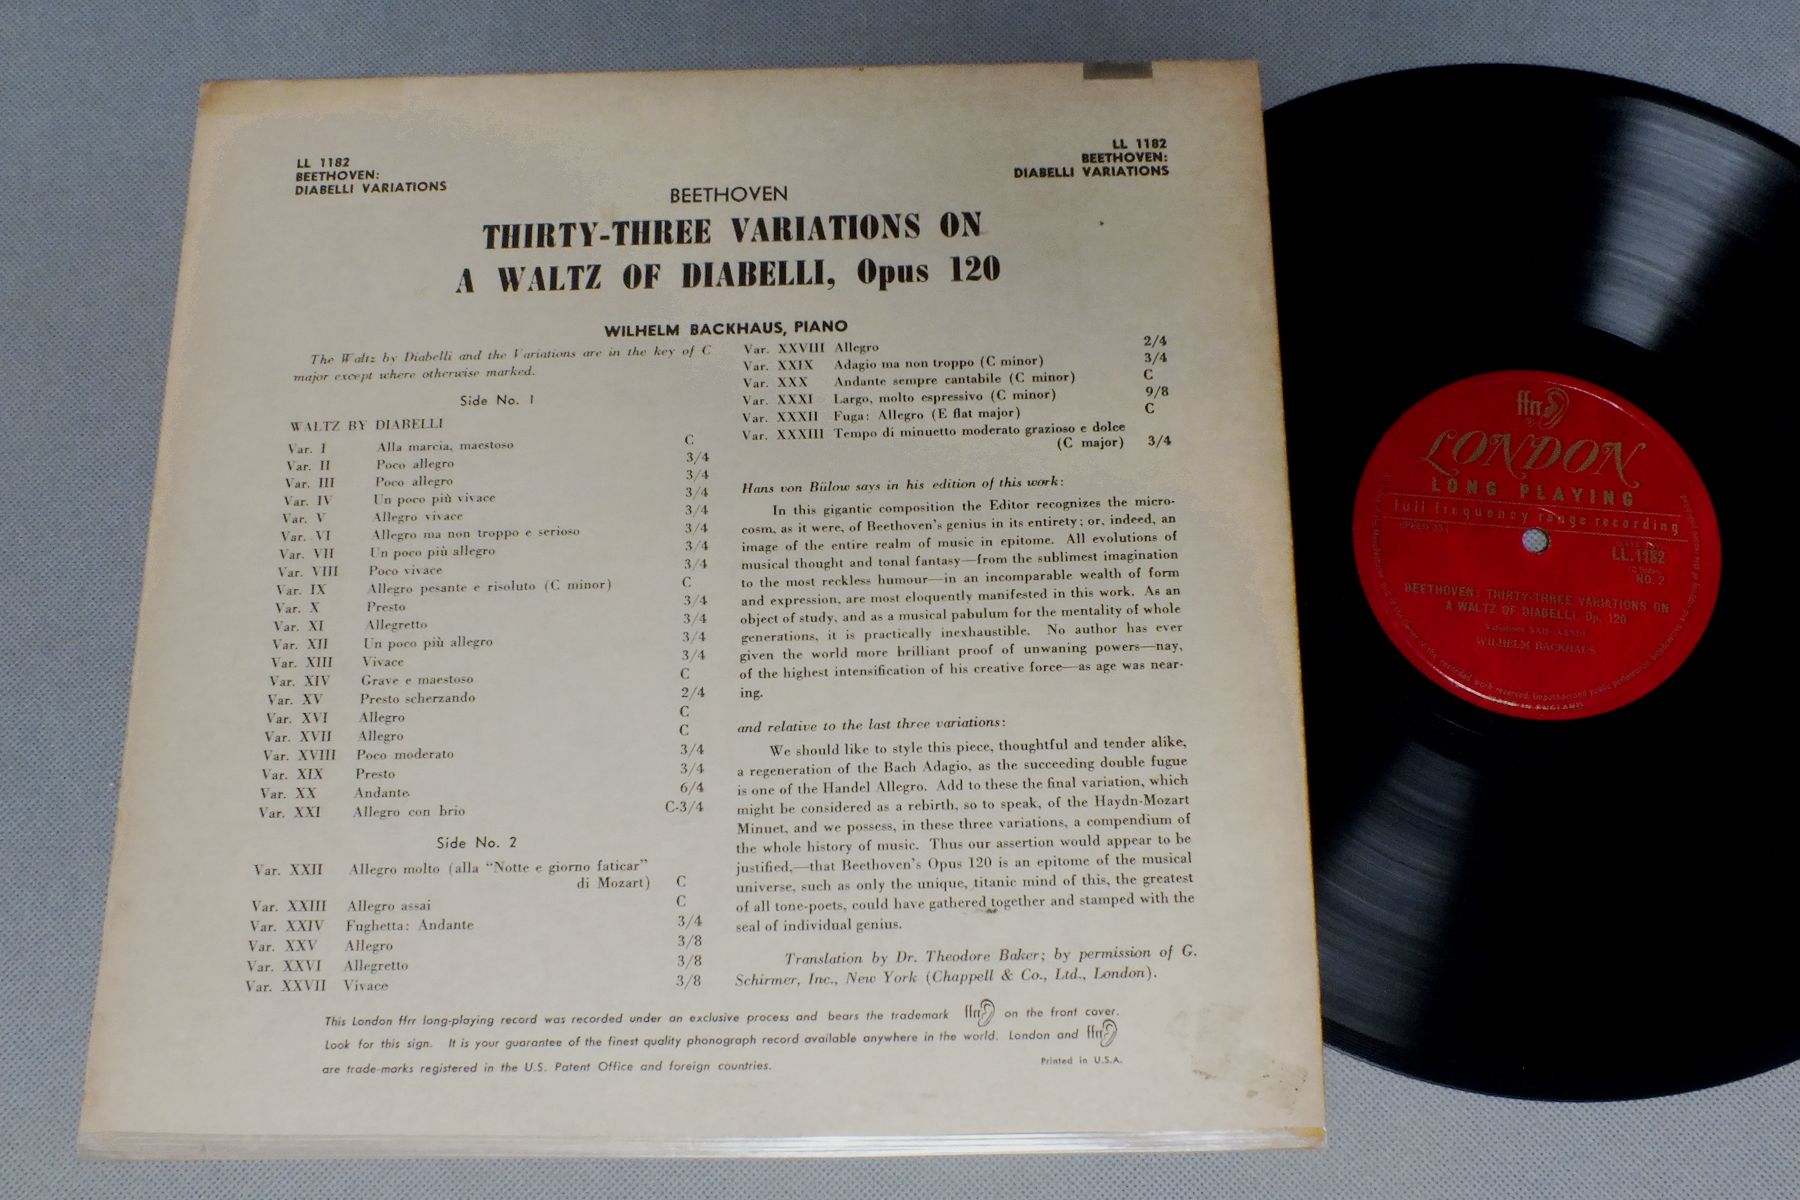 LL 1182
BEETHOVEN:
DIABELLI VARIATIONS
LL 1182
BEETHOVEN:
DIABELLI VARIATIONS
BEETHOVEN
THIRTY-THREE VARIATIONS ON
A WALTZ OF DIABELLI, Opus 120
WILHELM BACKHAUS, PIANO
The Waltz by Diabelli and the Variations are in the key of C
major except where otherwise marked.
Side No. 1
WALTZ BY DIABELLI
Var. I Alla marcia, maestoso C
Var. II Poco allegro 3/4
Var. III Poco allegro 3/4
Var. IV Un poco più vivace 3/4
Var. V Allegro vivace 3/4
Var. VI Allegro ma non troppo e serioso 3/4
Var. VII Un poco più allegro 3/4
Var. VIII Poco vivace 3/4
Var. IX Allegro pesante e risoluto (C minor) C
Var. X Presto 3/4
Var. XI Allegretto 3/4
Var. XII Un poco più allegro 3/4
Var. XIII Vivace 3/4
Var. XIV Grave e maestoso C
Var. XV Presto scherzando 2/4
Var. XVI Allegro C
Var. XVII Allegro C
Var. XVIII Poco moderato 3/4
Var. XIX Presto 3/4
Var. XX Andante 6/4
Var. XXI Allegro con brio C-3/4
Side No. 2
Var. XXII Allegro molto (alla "Notte e giorno faticar"
di Mozart) C
Var. XXIII Allegro assai C
Var. XXIV Fughetta: Andante 3/4
Var. XXV Allegro 3/8
Var. XXVI Allegretto 3/8
Var. XXVII Vivace 3/8
Var. XXVIII Allegro 2/4
Var. XXIX Adagio ma non troppo (C minor) 3/4
Var. XXX Andante sempre cantabile (C minor) C
Var. XXXI Largo, molto espressivo (C minor) 9/8
Var. XXXII Fuga: Allegro (E flat major) C
Var. XXXIII Tempo di minuetto moderato grazioso e dolce
(C major) 3/4
Hans von Bülow says in his edition of this work:
In this gigantic composition the Editor recognizes the micro-
cosm, as it were, of Beethoven's genius in its entirety; or, indeed, an
image of the entire realm of music in epitome. All evolutions of
musical thought and tonal fantasy—from the sublimest imagination
to the most reckless humour—in an incomparable wealth of form
and expression, are most eloquently manifested in this work. As an
object of study, and as a musical pabulum for the mentality of whole
generations, it is practically inexhaustible. No author has ever
given the world more brilliant proof of unwaning powers—nay,
of the highest intensification of his creative force—as age was near-
ing.
and relative to the last three variations:
We should like to style this piece, thoughtful and tender alike,
a regeneration of the Bach Adagio, as the succeeding double fugue
is one of the Handel Allegro. Add to these the final variation, which
might be considered as a rebirth, so to speak, of the Haydn-Mozart
Minuet, and we possess, in these three variations, a compendium of
the whole history of music. Thus our assertion would appear to be
justified,—that Beethoven's Opus 120 is an epitome of the musical
universe, such as only the unique, titanic mind of this, the greatest
of all tone-poets, could have gathered together and stamped with the
seal of individual genius.
Translation by Dr. Theodore Baker; by permission of G.
Schirmer, Inc., New York (Chappell & Co., Ltd., London).
This London ffrr long-playing record was recorded under an exclusive process and bears the trademark ffrr on the front cover.
Look for this sign. It is your guarantee of the finest quality phonograph record available anywhere in the world. London and ffrr
are trade-marks registered in the U.S. Patent Office and foreign countries.
Printed in U.S.A.
ffrr
LONDON
LONG PLAYING
full frequency range recording
LL.1182
NO. 2
BEETHOVEN: THIRTY-THREE VARIATIONS ON
A WALTZ OF DIABELLI, Op. 120
Variations XXII-XXXIII
WILHELM BACKHAUS